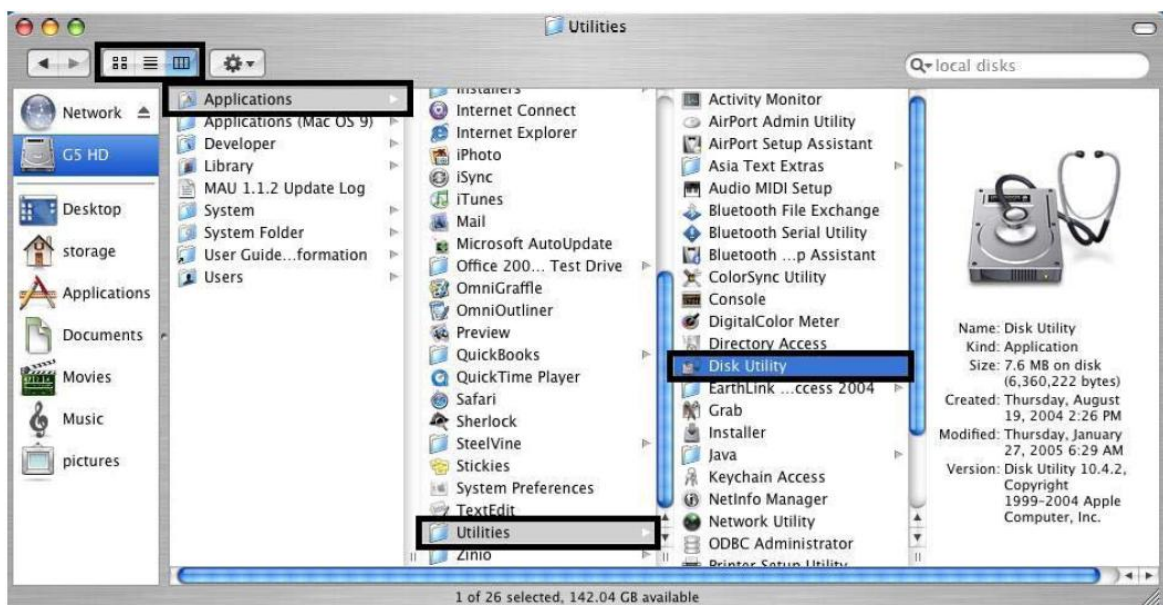 Utilities
local disks
Network
G5 HD
Desktop
storage
Applications
Documents
Movies
Music
pictures
Applications
Applications (Mac OS 9)
Developer
Library
MAU 1.1.2 Update Log
System
System Folder
User Guide...formation
Users
Installers
Internet Connect
Internet Explorer
iPhoto
iSync
iTunes
Mail
Microsoft AutoUpdate
Office 200... Test Drive
OmniGraffle
OmniOutliner
Preview
QuickBooks
QuickTime Player
Safari
Sherlock
SteelVine
Stickies
System Preferences
TextEdit
Utilities
Zinio
Activity Monitor
AirPort Admin Utility
AirPort Setup Assistant
Asia Text Extras
Audio MIDI Setup
Bluetooth File Exchange
Bluetooth Serial Utility
Bluetooth ...p Assistant
ColorSync Utility
Console
DigitalColor Meter
Directory Access
Disk Utility
EarthLink ...ccess 2004
Grab
Installer
Java
Keychain Access
NetInfo Manager
Network Utility
ODBC Administrator
Printer Setup Utility
Name: Disk Utility
Kind: Application
Size: 7.6 MB on disk
(6,360,222 bytes)
Created: Thursday, August
19, 2004 2:26 PM
Modified: Thursday, January
27, 2005 6:29 AM
Version: Disk Utility 10.4.2,
Copyright
1999-2004 Apple
Computer, Inc.
1 of 26 selected, 142.04 GB available